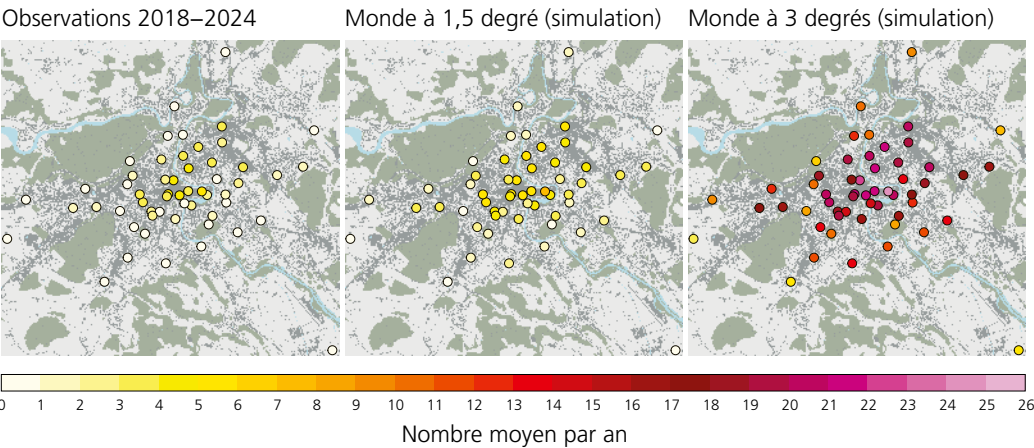 Observations 2018–2024
Monde à 1,5 degré (simulation)
Monde à 3 degrés (simulation)
0 1 2 3 4 5 6 7 8 9 10 11 12 13 14 15 16 17 18 19 20 21 22 23 24 25 26
Nombre moyen par an